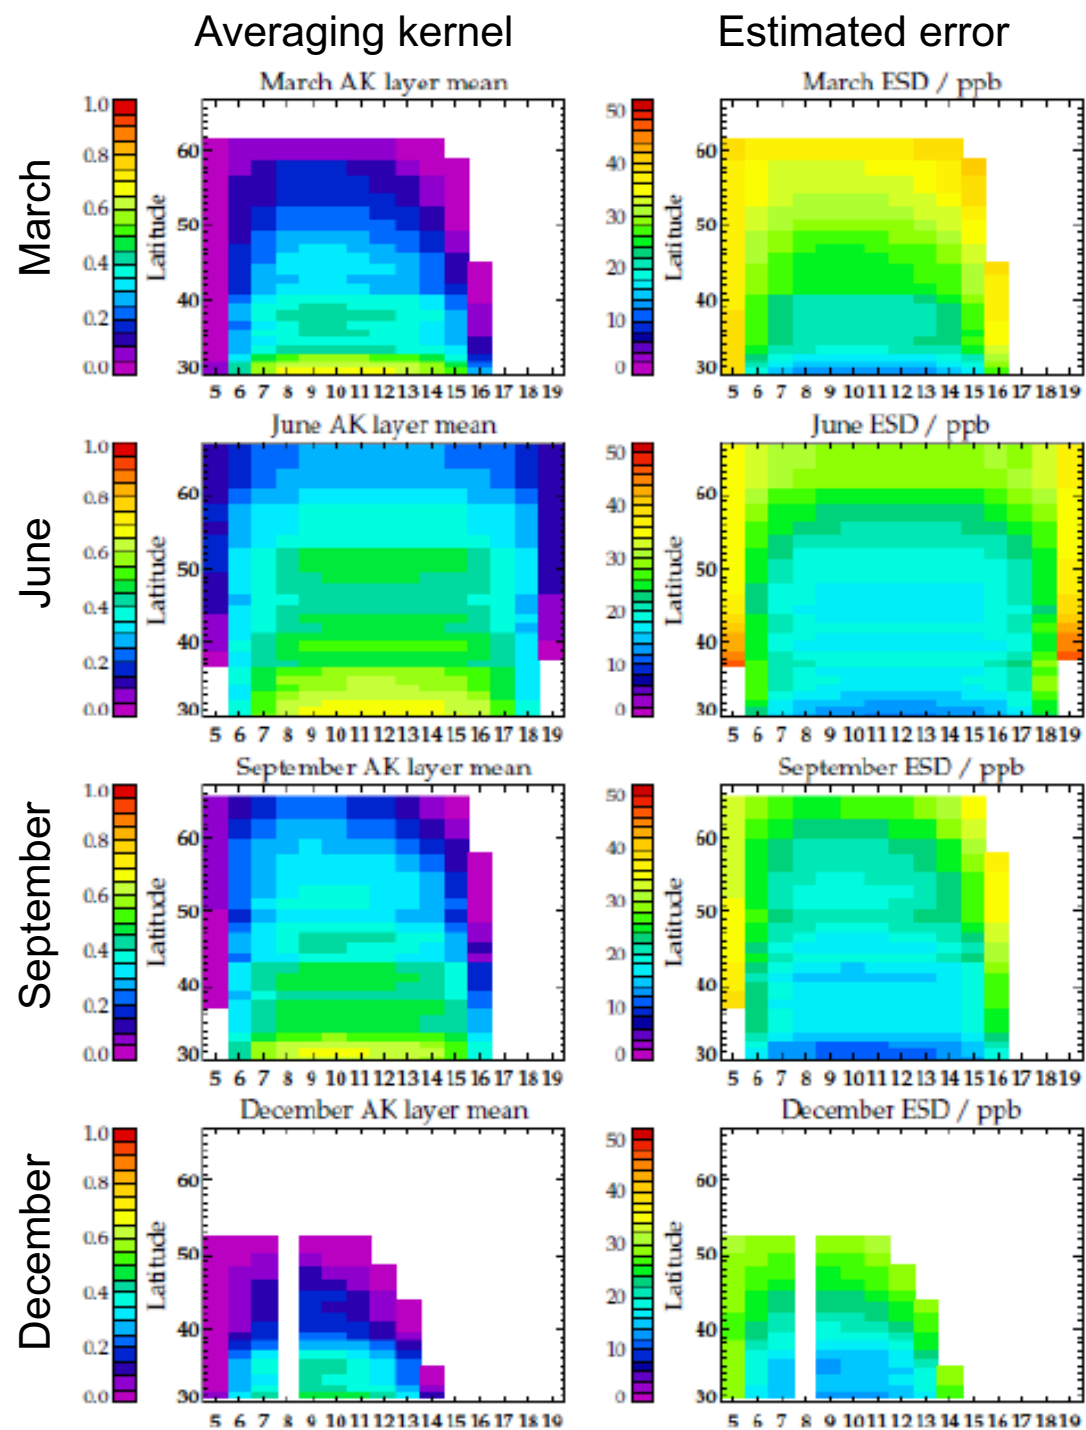 Averaging kernel Estimated error
March
March AK layer mean
1.0
0.8
0.6
0.4
0.2
0.0
Latitude
60
50
40
30
5 6 7 8 9 10 11 12 13 14 15 16 17 18 19
March ESD / ppb
50
40
30
20
10
0
Latitude
60
50
40
30
5 6 7 8 9 10 11 12 13 14 15 16 17 18 19
June
June AK layer mean
1.0
0.8
0.6
0.4
0.2
0.0
Latitude
60
50
40
30
5 6 7 8 9 10 11 12 13 14 15 16 17 18 19
June ESD / ppb
50
40
30
20
10
0
Latitude
60
50
40
30
5 6 7 8 9 10 11 12 13 14 15 16 17 18 19
September
September AK layer mean
1.0
0.8
0.6
0.4
0.2
0.0
Latitude
60
50
40
30
5 6 7 8 9 10 11 12 13 14 15 16 17 18 19
September ESD / ppb
50
40
30
20
10
0
Latitude
60
50
40
30
5 6 7 8 9 10 11 12 13 14 15 16 17 18 19
December
December AK layer mean
1.0
0.8
0.6
0.4
0.2
0.0
Latitude
60
50
40
30
5 6 7 8 9 10 11 12 13 14 15 16 17 18 19
December ESD / ppb
50
40
30
20
10
0
Latitude
60
50
40
30
5 6 7 8 9 10 11 12 13 14 15 16 17 18 19